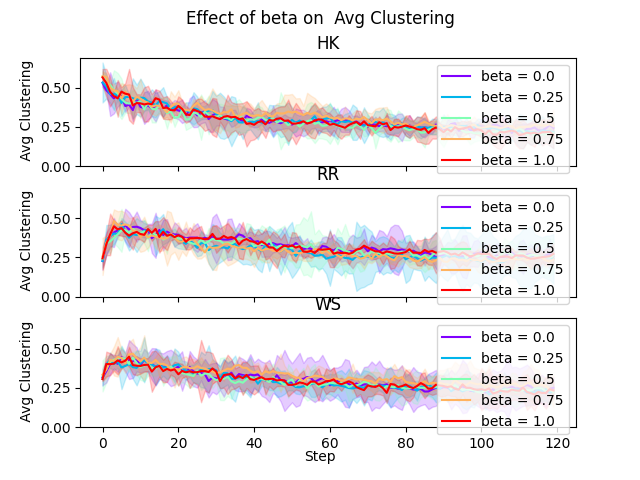 Effect of beta on  Avg Clustering
HK
Avg Clustering
0.50
0.25
0.00
beta = 0.0
beta = 0.25
beta = 0.5
beta = 0.75
beta = 1.0
RR
Avg Clustering
0.50
0.25
0.00
beta = 0.0
beta = 0.25
beta = 0.5
beta = 0.75
beta = 1.0
WS
Avg Clustering
0.50
0.25
0.00
beta = 0.0
beta = 0.25
beta = 0.5
beta = 0.75
beta = 1.0
0 20 40 60 80 100 120
Step